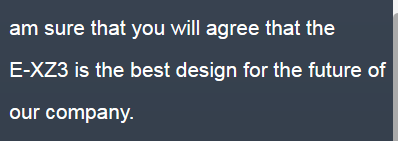 am sure that you will agree that the
E-XZ3 is the best design for the future of
our company.